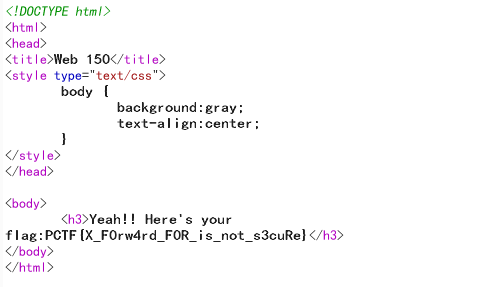 <!DOCTYPE html>
<html>
<head>
<title>Web 150</title>
<style type="text/css">
body {
background:gray;
text-align:center;
}
</style>
</head>
<body>
<h3>Yeah!! Here's your
flag:PCTF{X_F0rw4rd_F0R_is_not_s3cuRe}</h3>
</body>
</html>